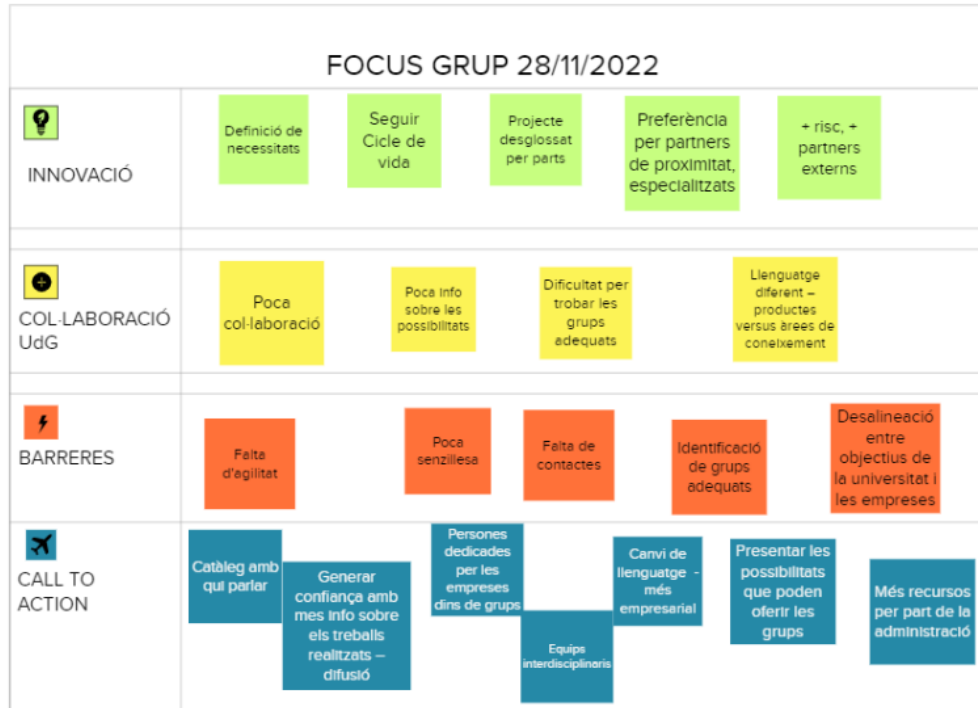 FOCUS GRUP 28/11/2022
INNOVACIÓ
Definició de
necessitats
Seguir
Cicle de
vida
Projecte
desglossat
per parts
Preferència
per partners
de proximitat,
especialitzats
+ risc, +
partners
externs
COL·LABORACIÓ
UdG
Poca
col·laboració
Poca info
sobre les
possibilitats
Dificultat per
trobar les
grups
adequats
Llenguatge
diferent –
productes
versus àrees de
coneixement
BARRERES
Falta
d'agilitat
Poca
senzillesa
Falta de
contactes
Identificació
de grups
adequats
Desalineació
entre
objectius de
la universitat i
les empreses
CALL TO
ACTION
Catàleg amb
qui parlar
Generar
confiança amb
mes info sobre
els treballs
realitzats –
difusió
Persones
dedicades
per les
empreses
dins de grups
Equips
interdisciplinaris
Canvi de
llenguatge -
més
empresarial
Presentar les
possibilitats
que poden
oferir les
grups
Més recursos
per part de la
administració